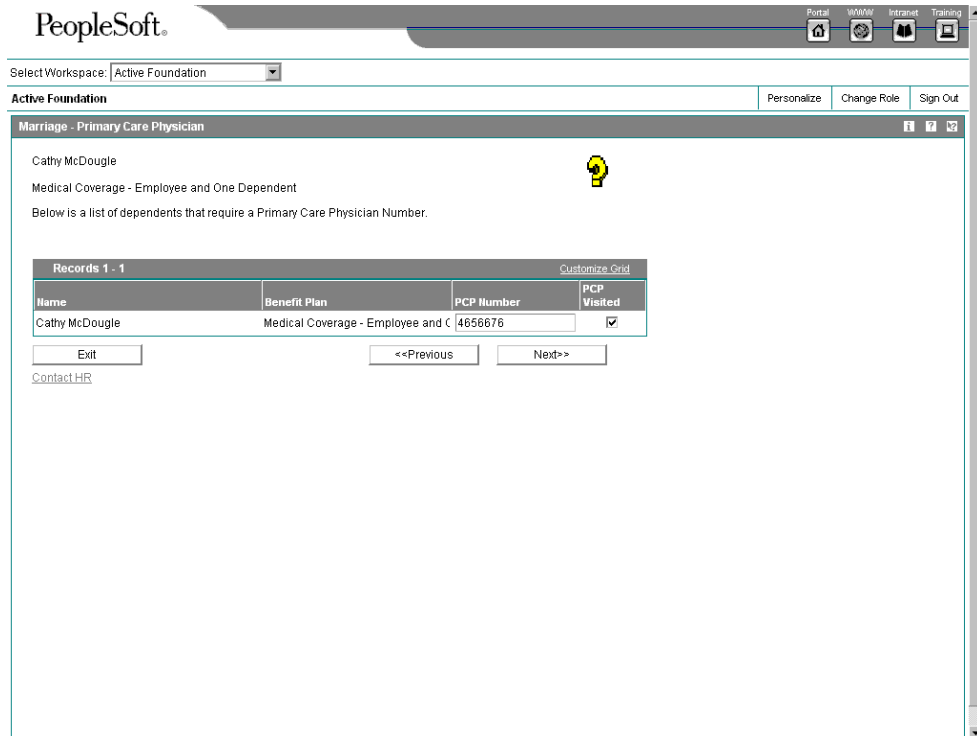 Portal WWW Intranet Training
PeopleSoft®
Select Workspace: Active Foundation
Active Foundation Personalize Change Role Sign Out
Marriage - Primary Care Physician
Cathy McDougle
Medical Coverage - Employee and One Dependent
Below is a list of dependents that require a Primary Care Physician Number.
Records 1 - 1 Customize Grid
Name Benefit Plan PCP Number PCP Visited
Cathy McDougle Medical Coverage - Employee and 4656676
Exit <<Previous Next>>
Contact HR